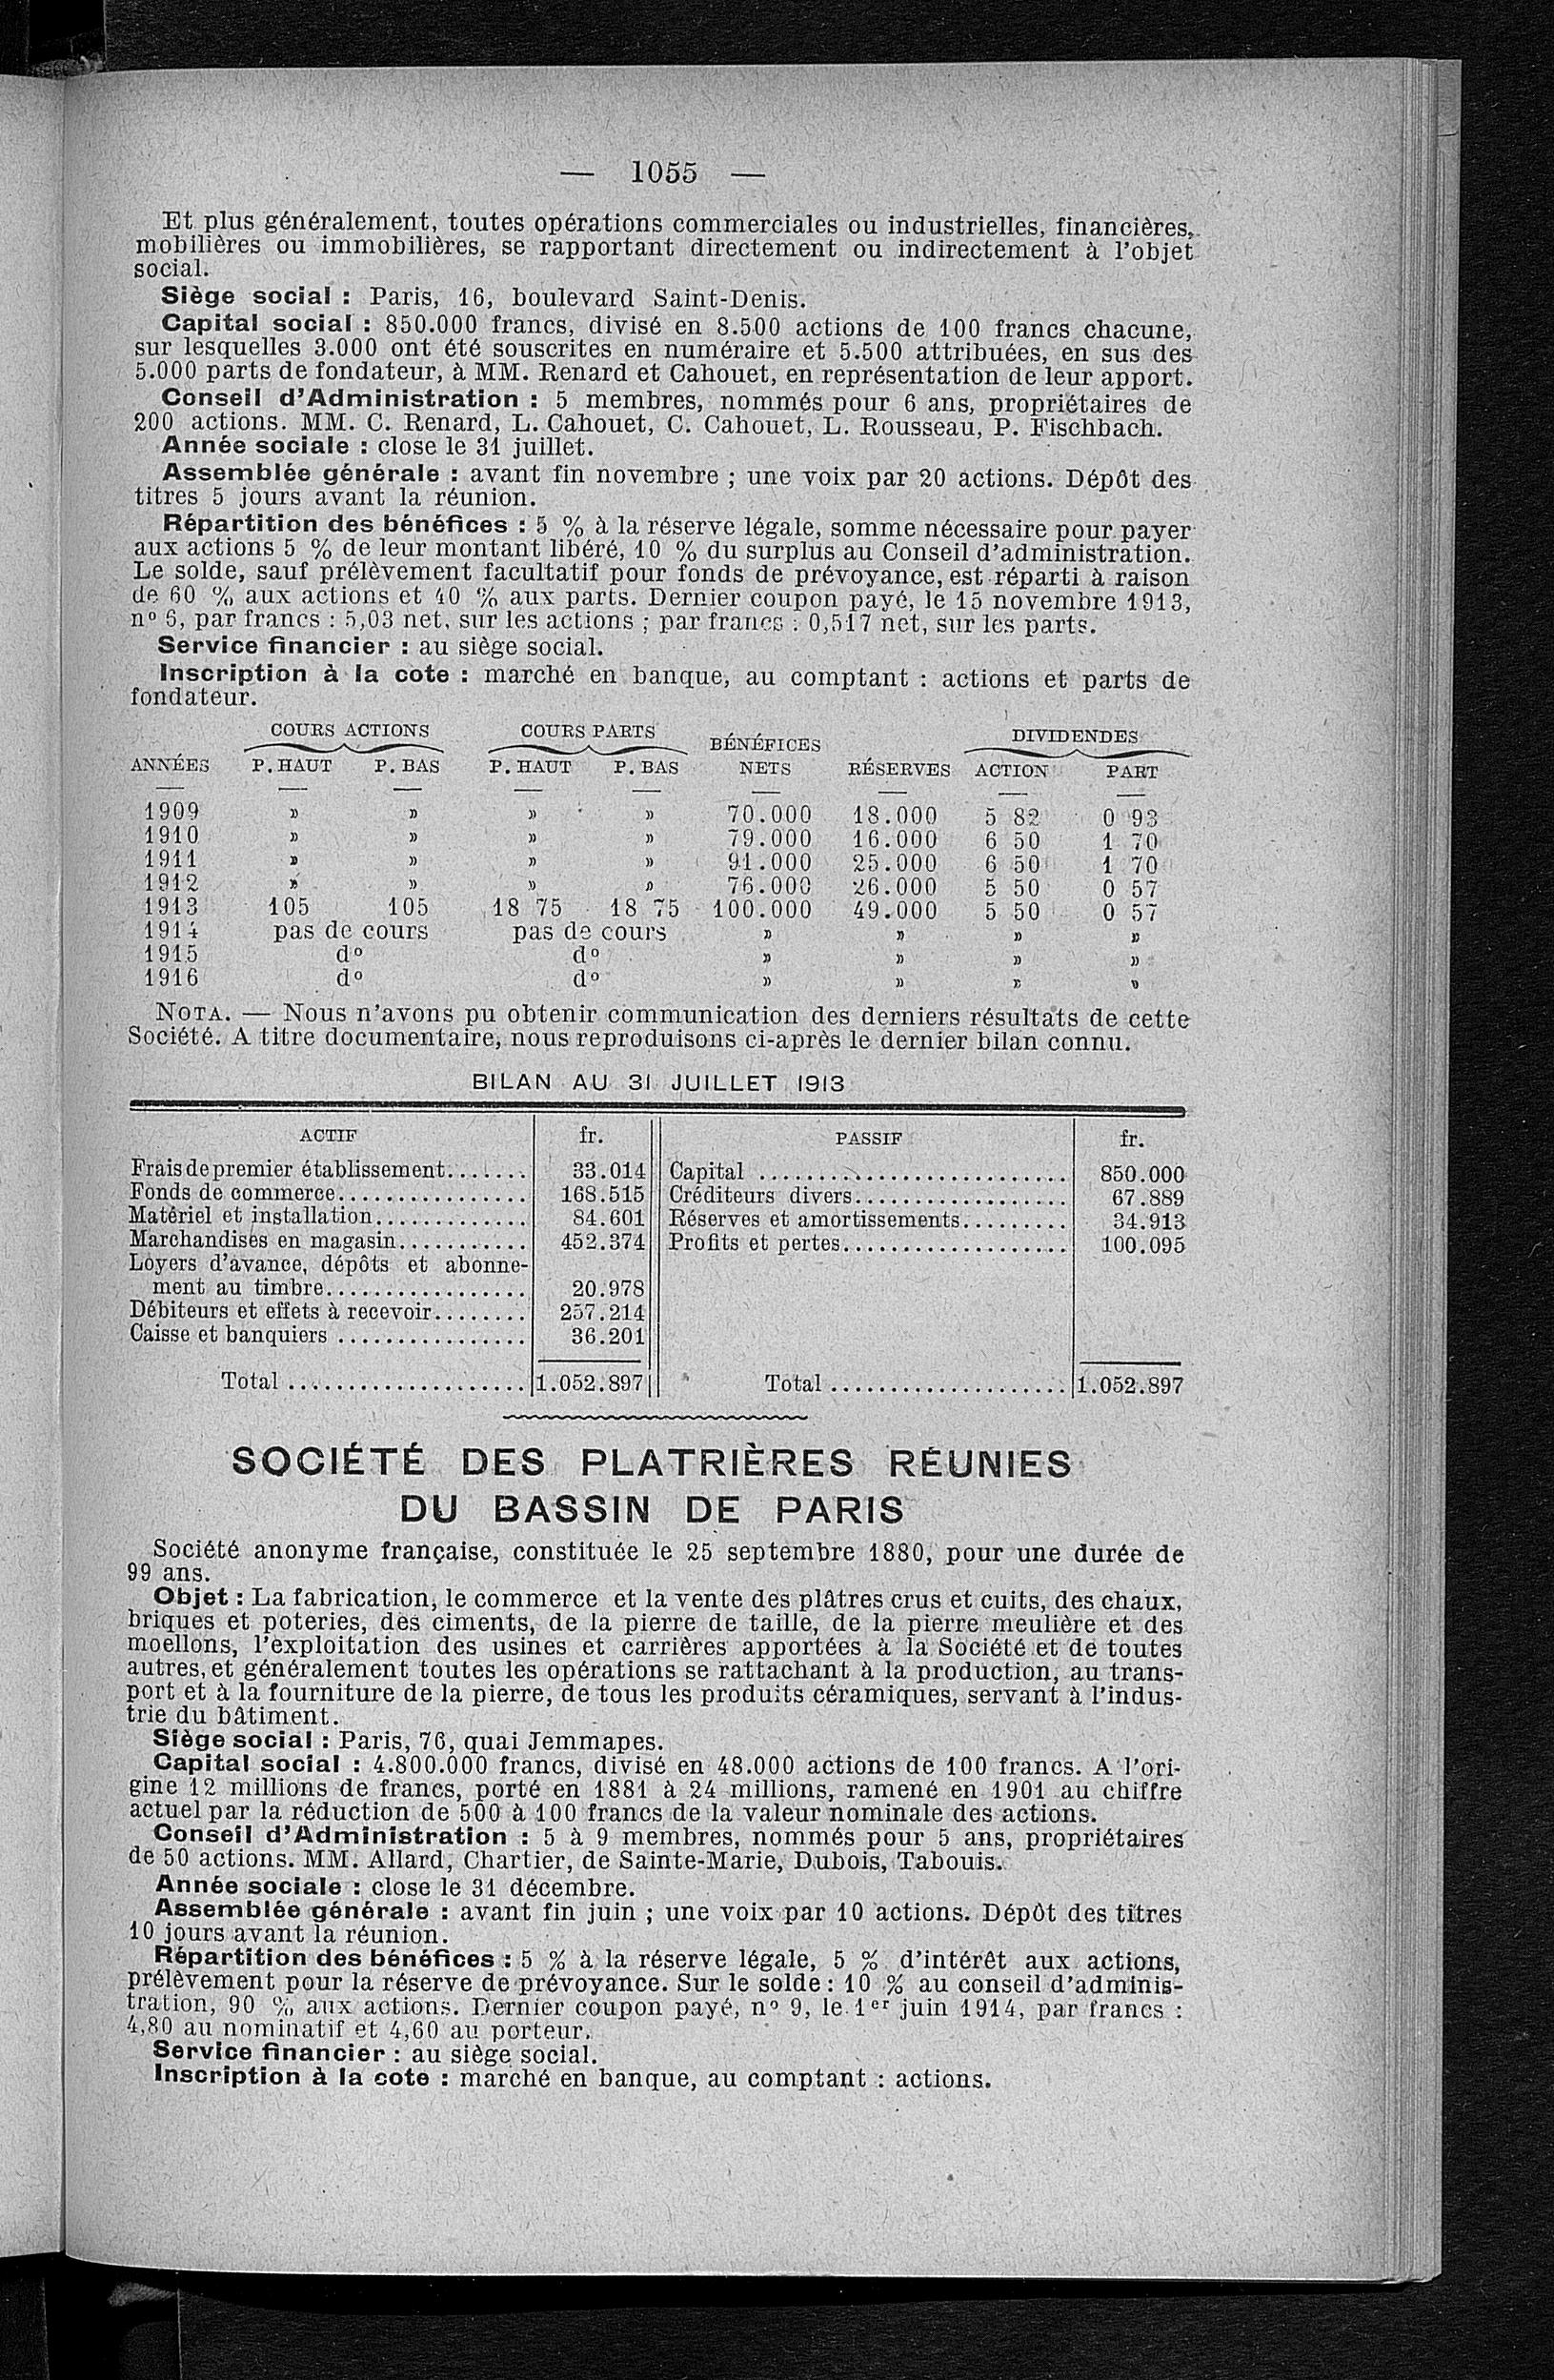 — 1055 —
Et plus généralement, toutes opérations commerciales ou industrielles, financières,
mobilières ou immobilières, se rapportant directement ou indirectement à l'objet
social.
Siège social : Paris, 16, boulevard Saint-Denis.
Capital social : 850.000 francs, divisé en 8.500 actions de 100 francs chacune,
sur lesquelles 3.000 ont été souscrites en numéraire et 5.500 attribuées, en sus des
5.000 parts de fondateur, à MM. Renard et Cahouet, en représentation de leur apport.
Conseil d'Administration : 5 membres, nommés pour 6 ans, propriétaires de
200 actions. MM. C. Renard, L. Cahouet, C. Cahouet, L. Rousseau, P. Fischbach.
Année sociale : close le 31 juillet.
Assemblée générale : avant fin novembre ; une voix par 20 actions. Dépôt des
titres 5 jours avant la réunion.
Répartition des bénéfices : 5 % à la réserve légale, somme nécessaire pour payer
aux actions 5 % de leur montant libéré, 10 % du surplus au Conseil d'administration.
Le solde, sauf prélèvement facultatif pour fonds de prévoyance, est réparti à raison
de 60 % aux actions et 40 % aux parts. Dernier coupon payé, le 15 novembre 1913,
nº 6, par francs : 5,03 net, sur les actions ; par francs : 0,517 net, sur les parts.
Service financier : au siège social.
Inscription à la cote : marché en banque, au comptant : actions et parts de
fondateur.
COURS ACTIONS COURS PARTS BÉNÉFICES DIVIDENDES
ANNÉES P. HAUT P. BAS P. HAUT P. BAS NETS RÉSERVES ACTION PART
1909 » » » » 70.000 18.000 5 82 0 93
1910 » » » » 79.000 16.000 6 50 1 70
1911 » » » » 91.000 25.000 6 50 1 70
1912 » » » » 76.000 26.000 5 50 0 57
1913 105 105 18 75 18 75 100.000 49.000 5 50 0 57
1914 pas de cours pas de cours » » » »
1915 dº dº » » » »
1916 dº dº » » » »
NOTA. — Nous n'avons pu obtenir communication des derniers résultats de cette
Société. A titre documentaire, nous reproduisons ci-après le dernier bilan connu.
BILAN AU 31 JUILLET 1913
ACTIF fr. PASSIF fr.
Frais de premier établissement....... 33.014 Capital .......................... 850.000
Fonds de commerce................ 168.515 Créditeurs divers.................. 67.889
Matériel et installation............. 84.601 Réserves et amortissements......... 34.913
Marchandises en magasin........... 452.374 Profits et pertes................... 100.095
Loyers d'avance, dépôts et abonne-
ment au timbre................. 20.978
Débiteurs et effets à recevoir........ 257.214
Caisse et banquiers ................ 36.201
Total .................... 1.052.897 Total .................... 1.052.897
SOCIÉTÉ DES PLATRIÈRES RÉUNIES
DU BASSIN DE PARIS
Société anonyme française, constituée le 25 septembre 1880, pour une durée de
99 ans.
Objet : La fabrication, le commerce et la vente des plâtres crus et cuits, des chaux,
briques et poteries, des ciments, de la pierre de taille, de la pierre meulière et des
moellons, l'exploitation des usines et carrières apportées à la Société et de toutes
autres, et généralement toutes les opérations se rattachant à la production, au trans-
port et à la fourniture de la pierre, de tous les produits céramiques, servant à l'indus-
trie du bâtiment.
Siège social : Paris, 76, quai Jemmapes.
Capital social : 4.800.000 francs, divisé en 48.000 actions de 100 francs. A l'ori-
gine 12 millions de francs, porté en 1881 à 24 millions, ramené en 1901 au chiffre
actuel par la réduction de 500 à 100 francs de la valeur nominale des actions.
Conseil d'Administration : 5 à 9 membres, nommés pour 5 ans, propriétaires
de 50 actions. MM. Allard, Chartier, de Sainte-Marie, Dubois, Tabouis.
Année sociale : close le 31 décembre.
Assemblée générale : avant fin juin ; une voix par 10 actions. Dépôt des titres
10 jours avant la réunion.
Répartition des bénéfices : 5 % à la réserve légale, 5 % d'intérêt aux actions,
prélèvement pour la réserve de prévoyance. Sur le solde : 10 % au conseil d'adminis-
tration, 90 % aux actions. Dernier coupon payé, nº 9, le 1er juin 1914, par francs :
4,80 au nominatif et 4,60 au porteur.
Service financier : au siège social.
Inscription à la cote : marché en banque, au comptant : actions.